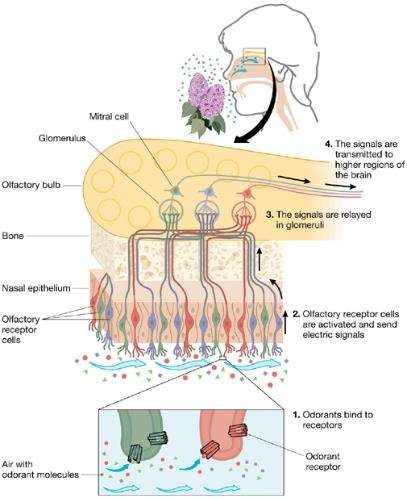 Mitral cell
Glomerulus
4. The signals are
transmitted to
higher regions of
the brain
Olfactory bulb
3. The signals are relayed
in glomeruli
Bone
Nasal epithelium
Olfactory
receptor
cells
2. Olfactory receptor cells
are activated and send
electric signals
1. Odorants bind to
receptors
Odorant
receptor
Air with
odorant molecules